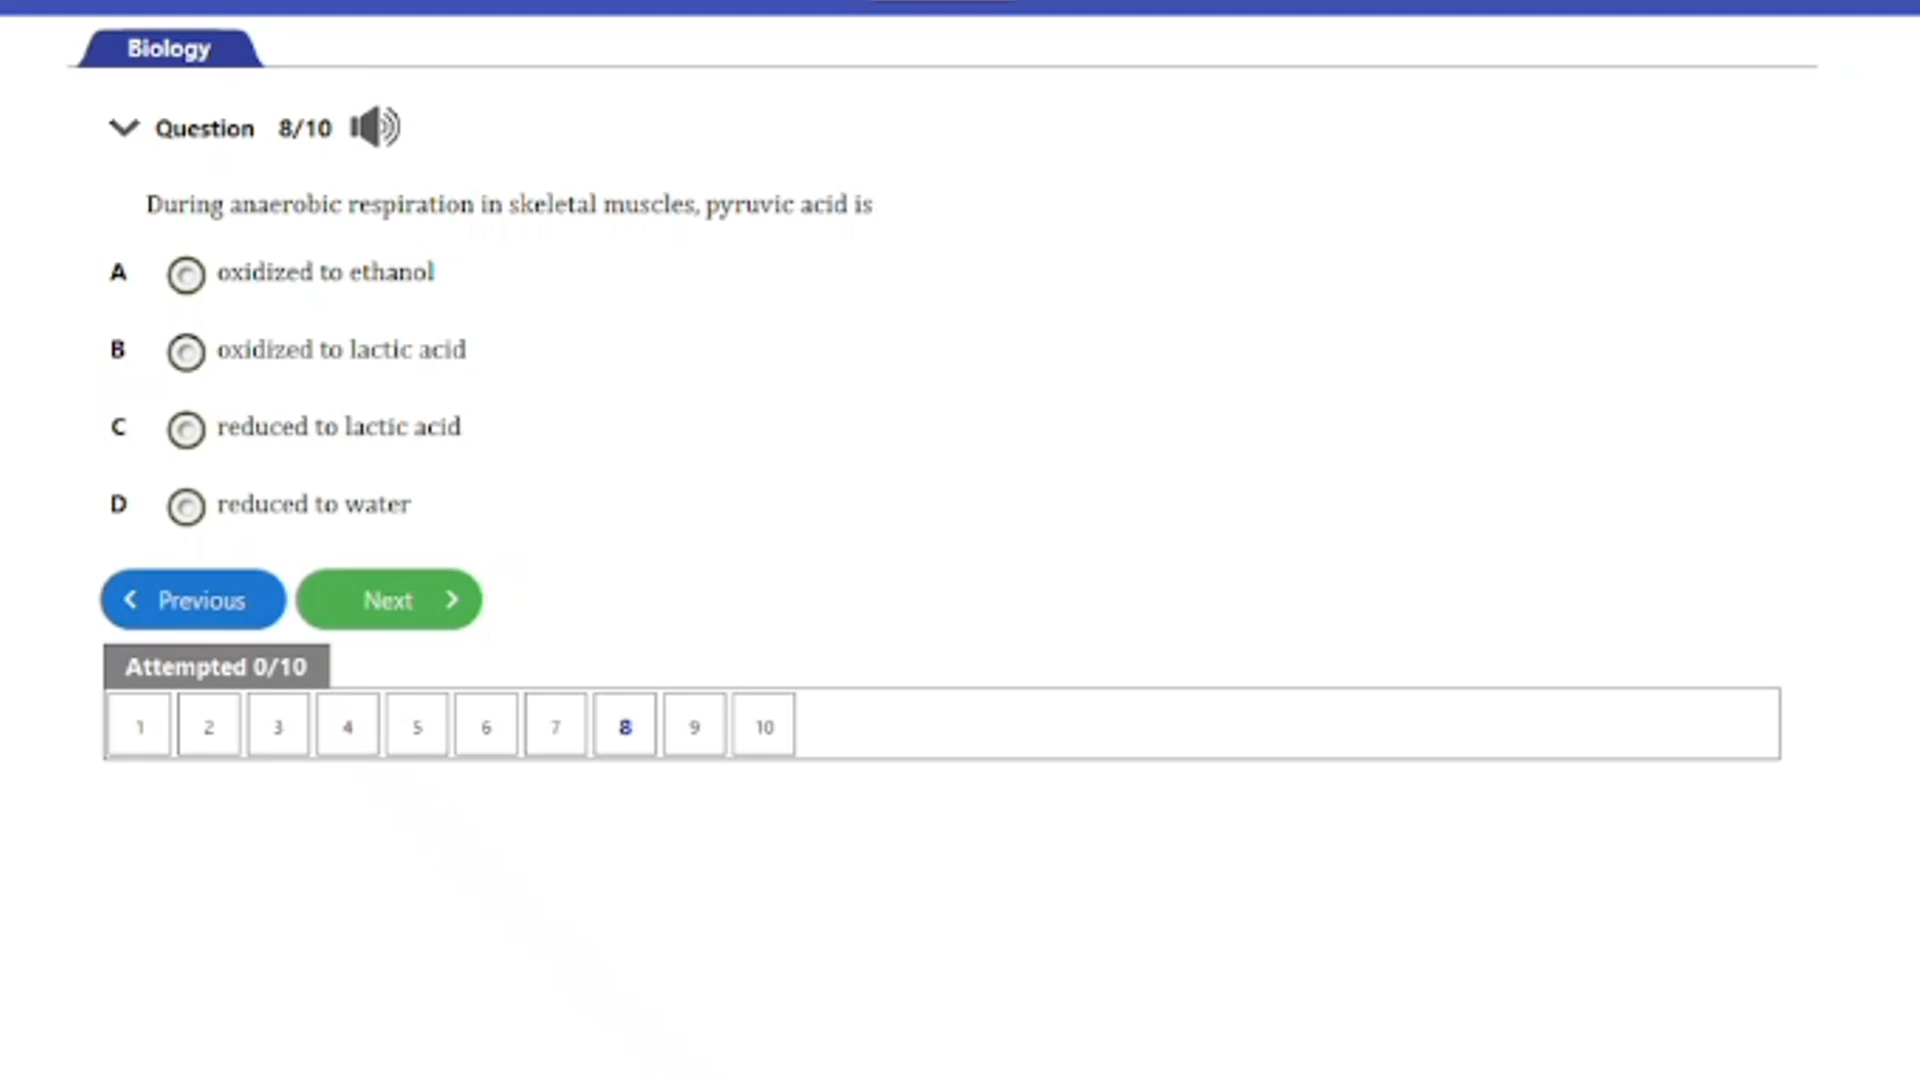 Biology
Question 8/10
During anaerobic respiration in skeletal muscles, pyruvic acid is
A oxidized to ethanol
B oxidized to lactic acid
C reduced to lactic acid
D reduced to water
Previous Next
Attempted 0/10
1 2 3 4 5 6 7 8 9 10